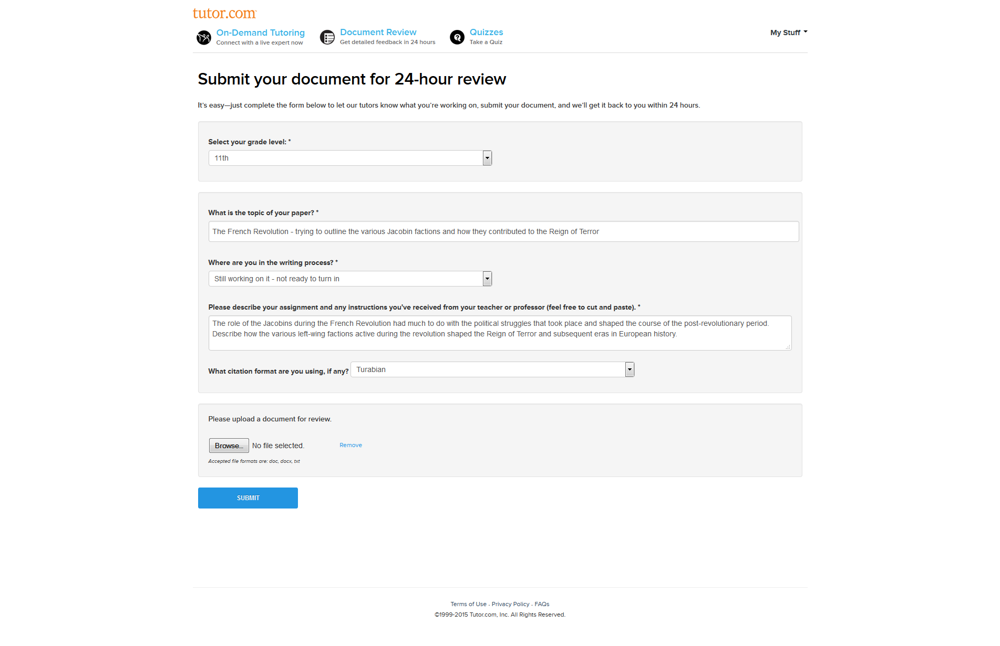 tutor.com
On-Demand Tutoring
Connect with a live expert now
Document Review
Get detailed feedback in 24 hours
Quizzes
Take a Quiz
My Stuff
Submit your document for 24-hour review
It's easy—just complete the form below to let our tutors know what you're working on, submit your document, and we'll get it back to you within 24 hours.
Select your grade level: *
11th
What is the topic of your paper? *
The French Revolution - trying to outline the various Jacobin factions and how they contributed to the Reign of Terror
Where are you in the writing process? *
Still working on it - not ready to turn in
Please describe your assignment and any instructions you've received from your teacher or professor (feel free to cut and paste). *
The role of the Jacobins during the French Revolution had much to do with the political struggles that took place and shaped the course of the post-revolutionary period.
Describe how the various left-wing factions active during the revolution shaped the Reign of Terror and subsequent eras in European history.
What citation format are you using, if any? Turabian
Please upload a document for review.
Browse... No file selected. Remove
Accepted file formats are: doc, docx, txt
SUBMIT
Terms of Use . Privacy Policy . FAQs
©1999-2015 Tutor.com, Inc. All Rights Reserved.